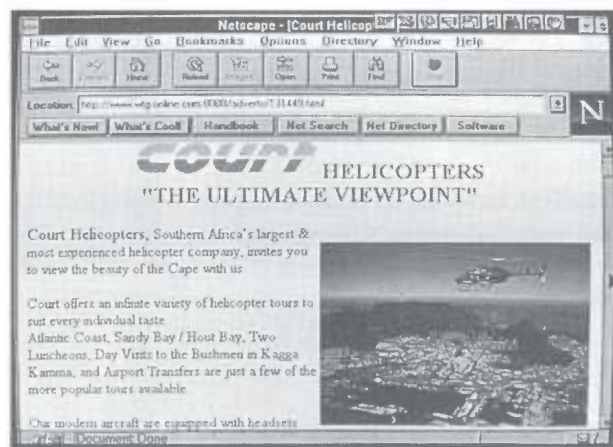 Netscape - [Court Helicop
File Edit View Go Bookmarks Options Directory Window Help
Back Forward Home Reload Images Open Print Find
Location:
What's New! What's Cool! Handbook Net Search Net Directory Software
N
court HELICOPTERS
"THE ULTIMATE VIEWPOINT"
Court Helicopters, Southern Africa's largest &
most experienced helicopter company, invites you
to view the beauty of the Cape with us
Court offers an infinite variety of helicopter tours to
suit every individual taste
Atlantic Coast, Sandy Bay / Hout Bay, Two
Luncheons, Day Visits to the Bushmen in Kagga
Kamma, and Airport Transfers are just a few of the
more popular tours available
Our modern aircraft are equipped with headsets
Document Done